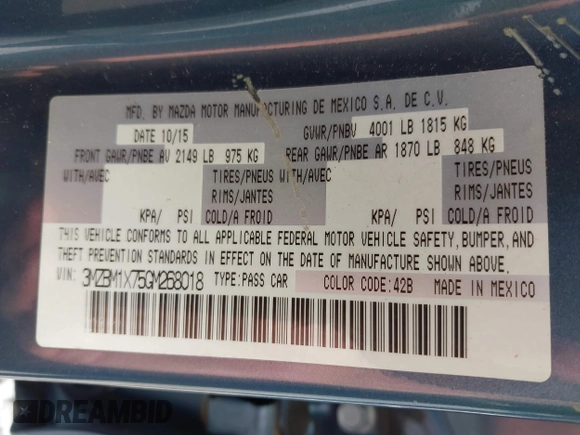 MFD. BY MAZDA MOTOR MANUFACTURING DE MEXICO S.A. DE C.V.
DATE 10/15 GVWR/PNBV 4001 LB 1815 KG
FRONT GAWR/PNBE AV 2149 LB 975 KG REAR GAWR/PNBE AR 1870 LB 848 KG
WITH/AVEC TIRES/PNEUS WITH/AVEC TIRES/PNEUS
RIMS/JANTES RIMS/JANTES
KPA/ PSI COLD/A FROID KPA/ PSI COLD/A FROID
THIS VEHICLE CONFORMS TO ALL APPLICABLE FEDERAL MOTOR VEHICLE SAFETY, BUMPER, AND
THEFT PREVENTION STANDARDS IN EFFECT ON THE DATE OF MANUFACTURE SHOWN ABOVE.
VIN: 3MZBM1X75GM268018 TYPE:PASS CAR COLOR CODE:42B MADE IN MEXICO
DREAMBID